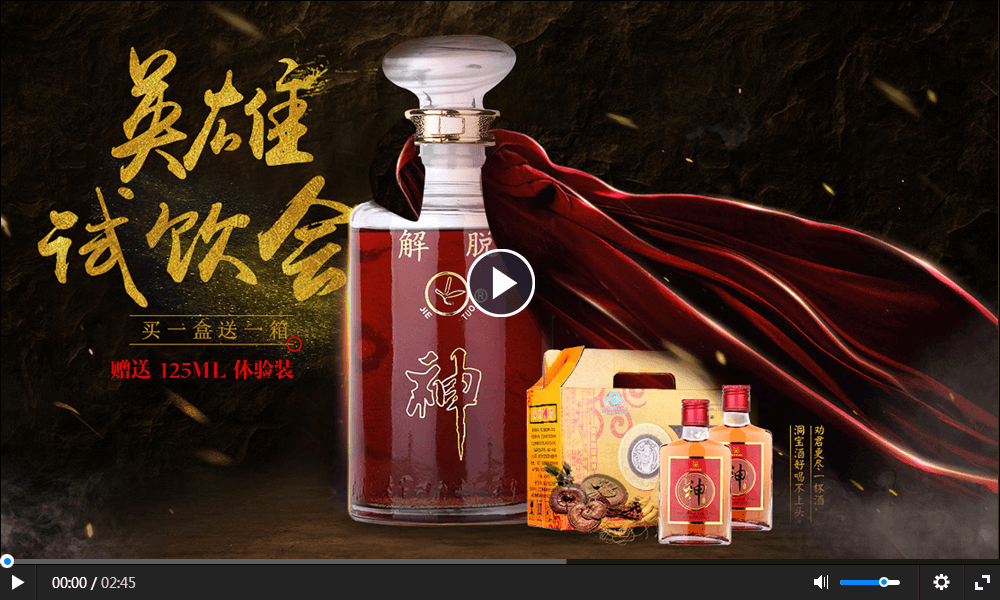 英雄
试饮会
买一盒送一箱
赠送 125ML 体验装
解 脱
®
JIE TUO
神
神
神
劝君更尽一杯酒
洞宝酒好喝不上头
00:00 / 02:45